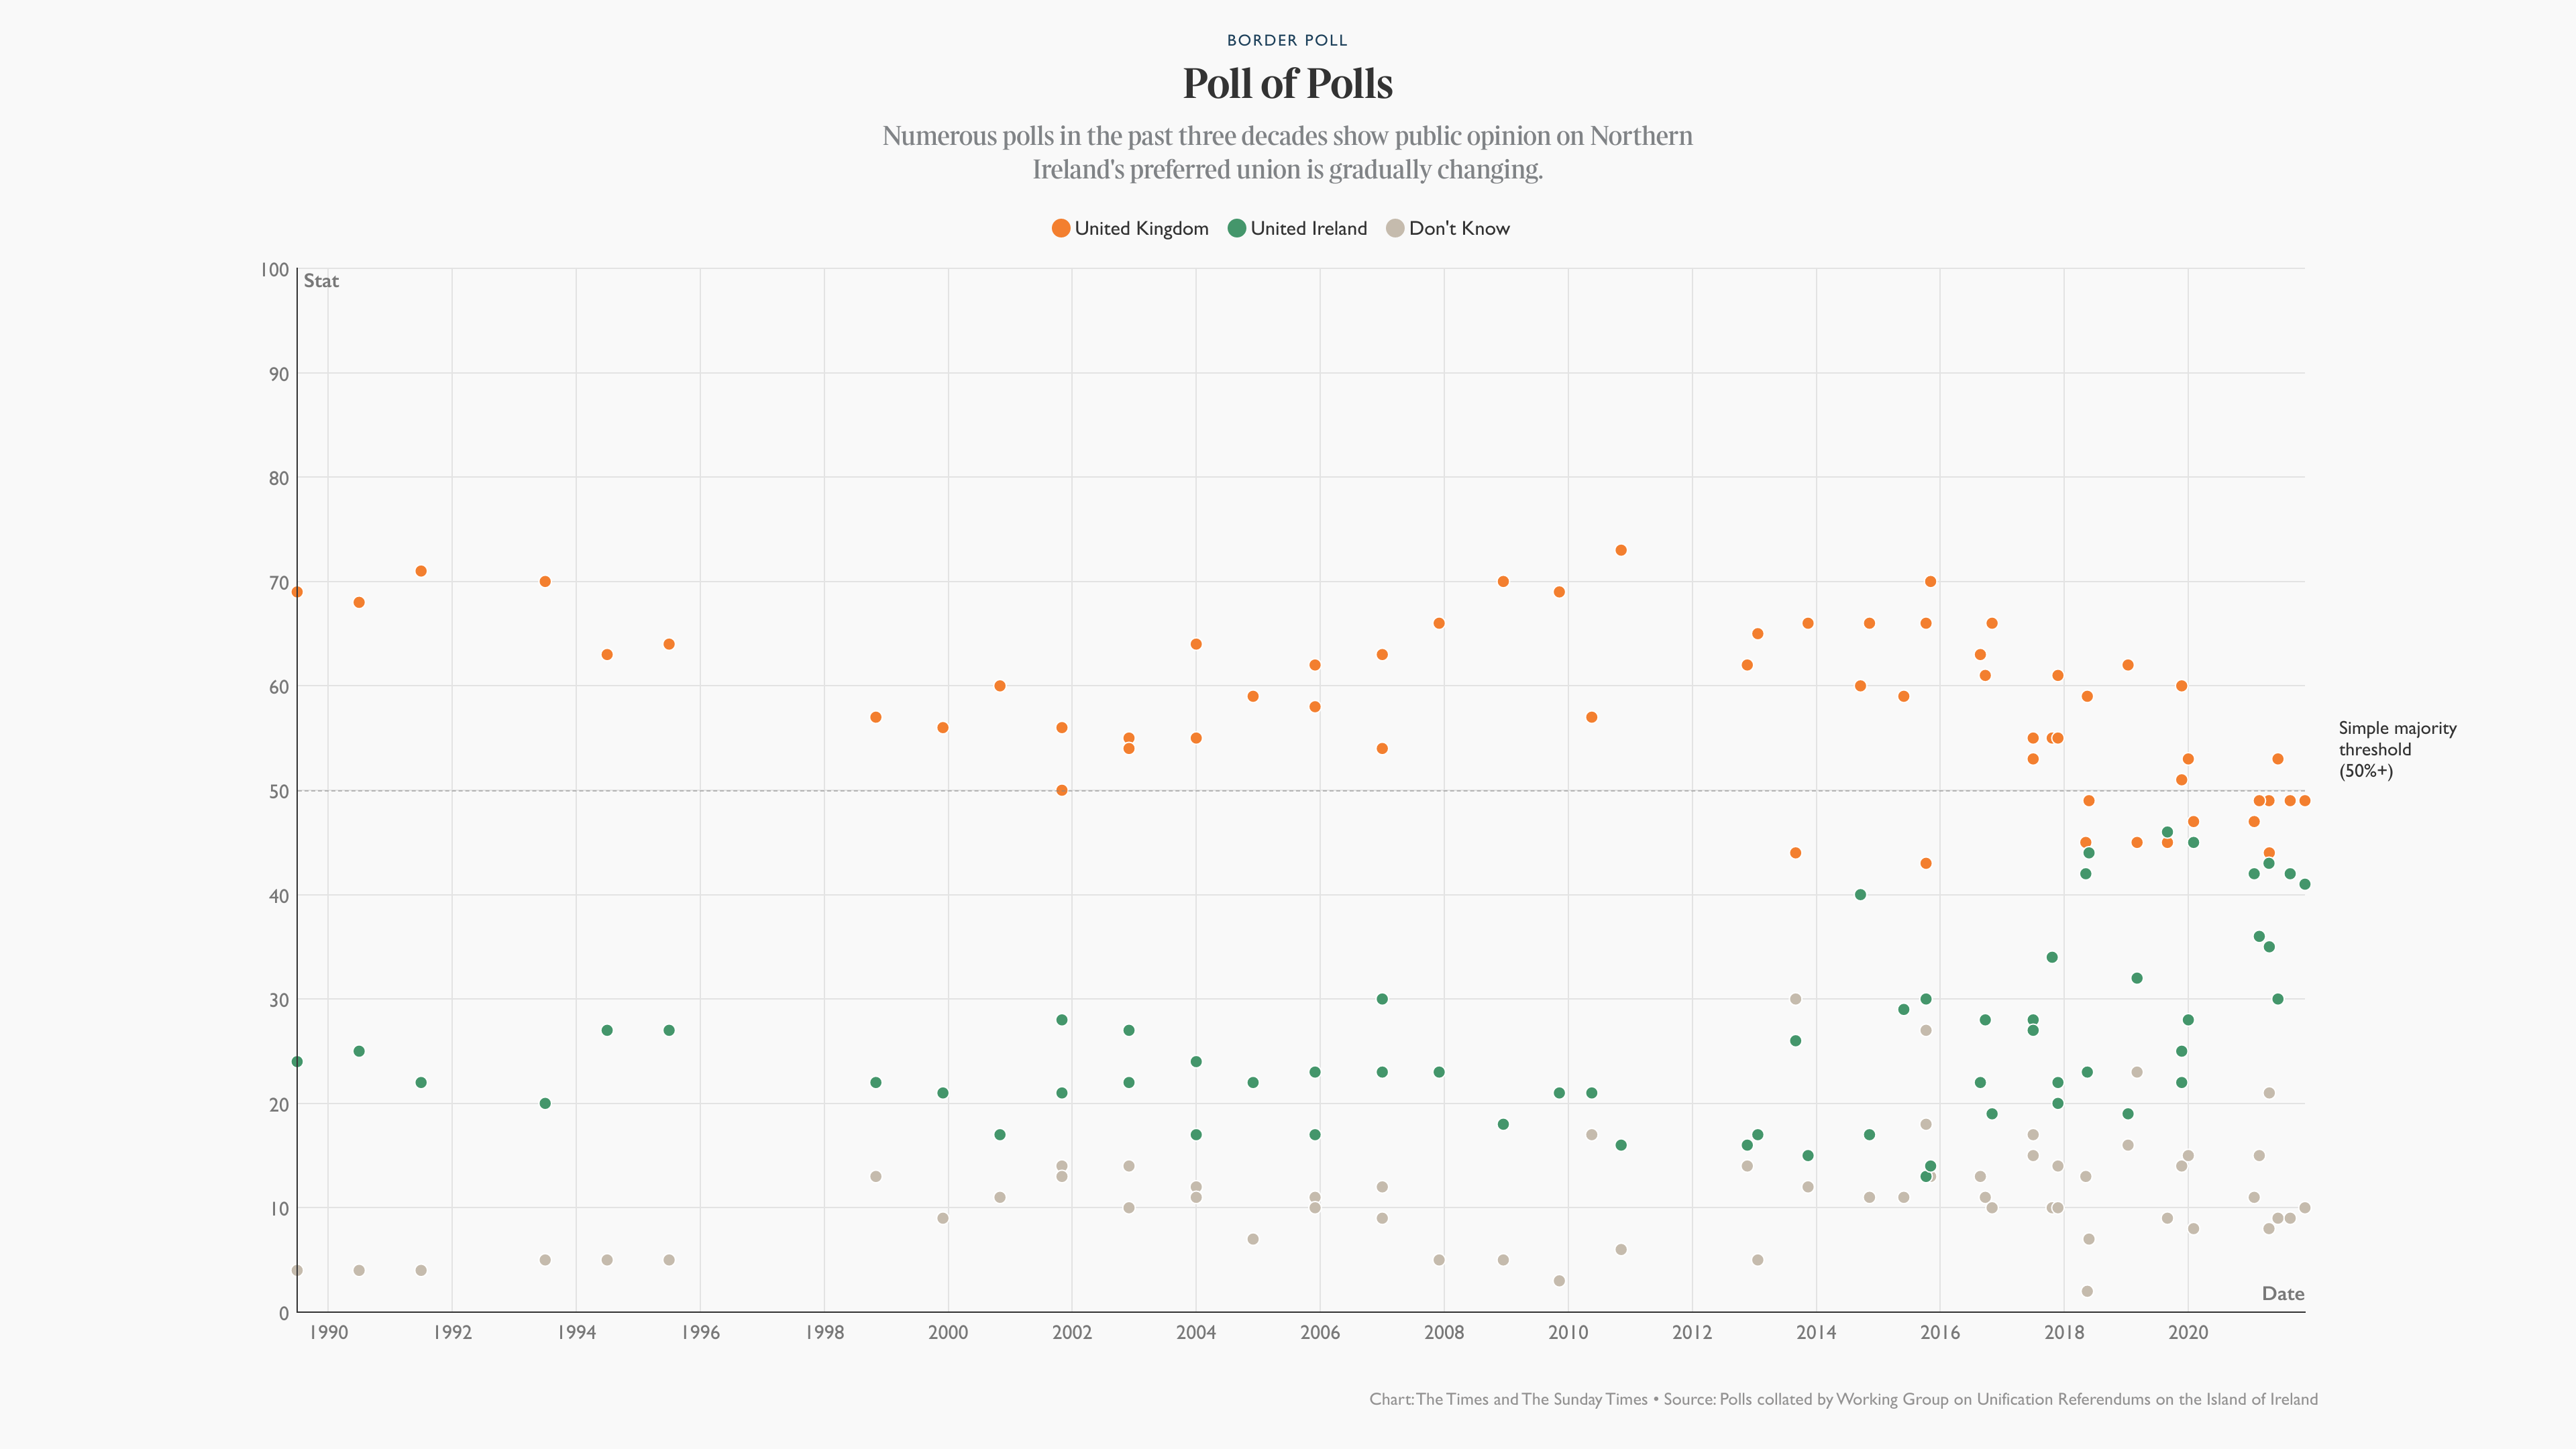 BORDER POLL
Poll of Polls
Numerous polls in the past three decades show public opinion on Northern
Ireland's preferred union is gradually changing.
United Kingdom United Ireland Don't Know
100
Stat
90
80
70
60
Simple majority
threshold
(50%+)
50
40
30
20
10
Date
0
1990 1992 1994 1996 1998 2000 2002 2004 2006 2008 2010 2012 2014 2016 2018 2020
Chart: The Times and The Sunday Times • Source: Polls collated by Working Group on Unification Referendums on the Island of Ireland